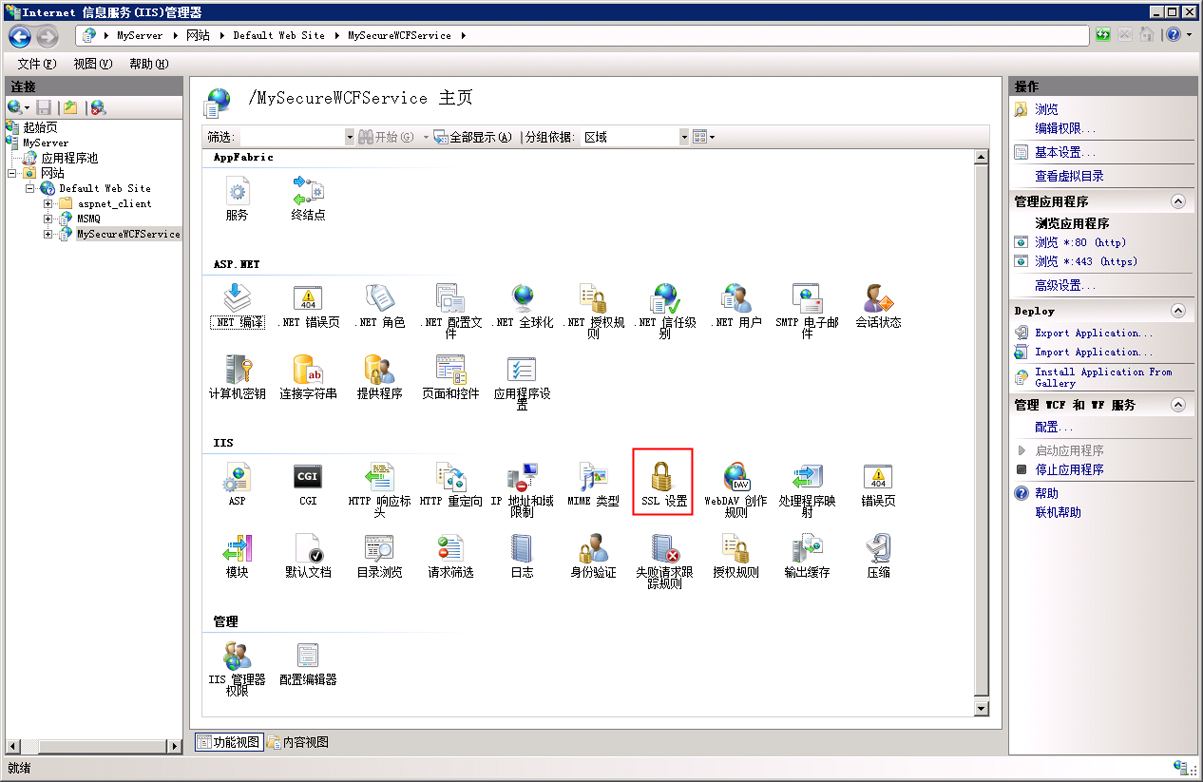 Internet 信息服务(IIS)管理器
MyServer 网站 Default Web Site MySecureWCFService
文件(F) 视图(V) 帮助(H)
连接
起始页
MyServer
应用程序池
网站
Default Web Site
aspnet_client
MSMQ
MySecureWCFService
/MySecureWCFService 主页
筛选: 开始(G) 全部显示(A) 分组依据: 区域
AppFabric
服务 终结点
ASP.NET
.NET 编译 .NET 错误页 .NET 角色 .NET 配置文 .NET 全球化 .NET 授权规 .NET 信任级 .NET 用户 SMTP 电子邮 会话状态
件 则 别 件
计算机密钥 连接字符串 提供程序 页面和控件 应用程序设
置
IIS
CGI DAV 404
ASP CGI HTTP 响应标 HTTP 重定向 IP 地址和域 MIME 类型 SSL 设置 WebDAV 创作 处理程序映 错误页
头 限制 规则 射
模块 默认文档 目录浏览 请求筛选 日志 身份验证 失败请求跟 授权规则 输出缓存 压缩
踪规则
管理
IIS 管理器 配置编辑器
权限
功能视图 内容视图
操作
浏览
编辑权限...
基本设置...
查看虚拟目录
管理应用程序
浏览应用程序
浏览 *:80 (http)
浏览 *:443 (https)
高级设置...
Deploy
Export Application...
Import Application...
Install Application From
Gallery
管理 WCF 和 WF 服务
配置...
启动应用程序
停止应用程序
帮助
联机帮助
就绪